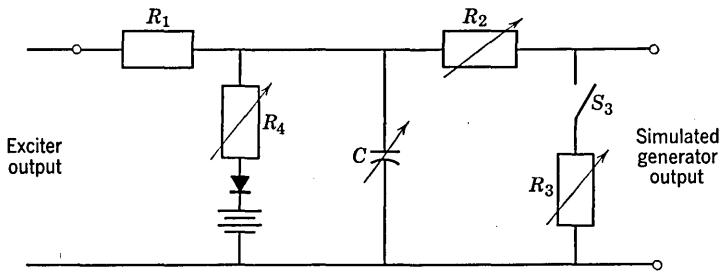 R1
R2
R4
S3
Exciter
output
C
R3
Simulated
generator
output